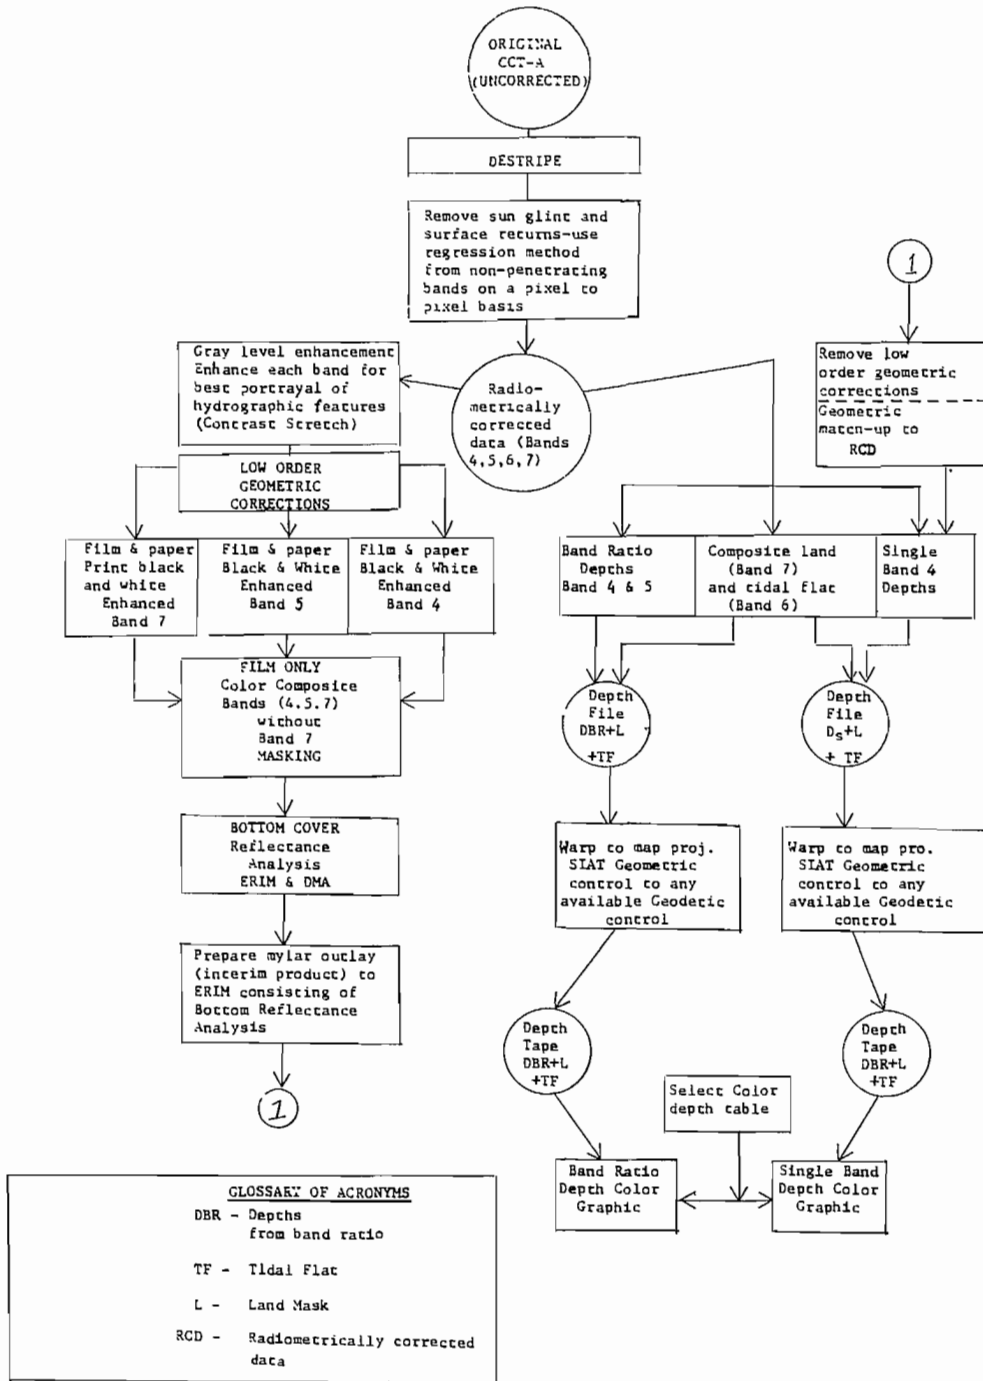 ORIGINAL
CCT-A
(UNCORRECTED)
DESTRIPE
Remove sun glint and
surface returns-use
regression method
from non-penetrating
bands on a pixel to
pixel basis
1
Gray level enhancement
Enhance each band for
best portrayal of
hydrographic features
(Contrast Stretch)
Radio-
metrically
corrected
data (Bands
4,5,6,7)
Remove low
order geometric
corrections
Geometric
match-up to
RCD
LOW ORDER
GEOMETRIC
CORRECTIONS
Film & paper
Print black
and white
Enhanced
Band 7
Film & paper
Black & White
Enhanced
Band 5
Film & paper
Black & White
Enhanced
Band 4
Band Ratio
Depths
Band 4 & 5
Composite land
(Band 7)
and tidal flat
(Band 6)
Single
Band 4
Depths
FILM ONLY
Color Composite
Bands (4.5.7)
without
Band 7
MASKING
Depth
File
DBR+L
+TF
Depth
File
Ds+L
+ TF
BOTTOM COVER
Reflectance
Analysis
ERIM & DMA
Warp to map proj.
SIAT Geometric
control to any
available Geodetic
control
Warp to map pro.
SIAT Geometric
control to any
available Geodetic
control
Prepare mylar outlay
(interim product) to
ERIM consisting of
Bottom Reflectance
Analysis
1
Depth
Tape
DBR+L
+TF
Depth
Tape
DBR+L
+TF
Select Color
depth table
Band Ratio
Depth Color
Graphic
Single Band
Depth Color
Graphic
GLOSSARY OF ACRONYMS
DBR - Depths
from band ratio
TF - Tidal Flat
L - Land Mask
RCD - Radiometrically corrected
data